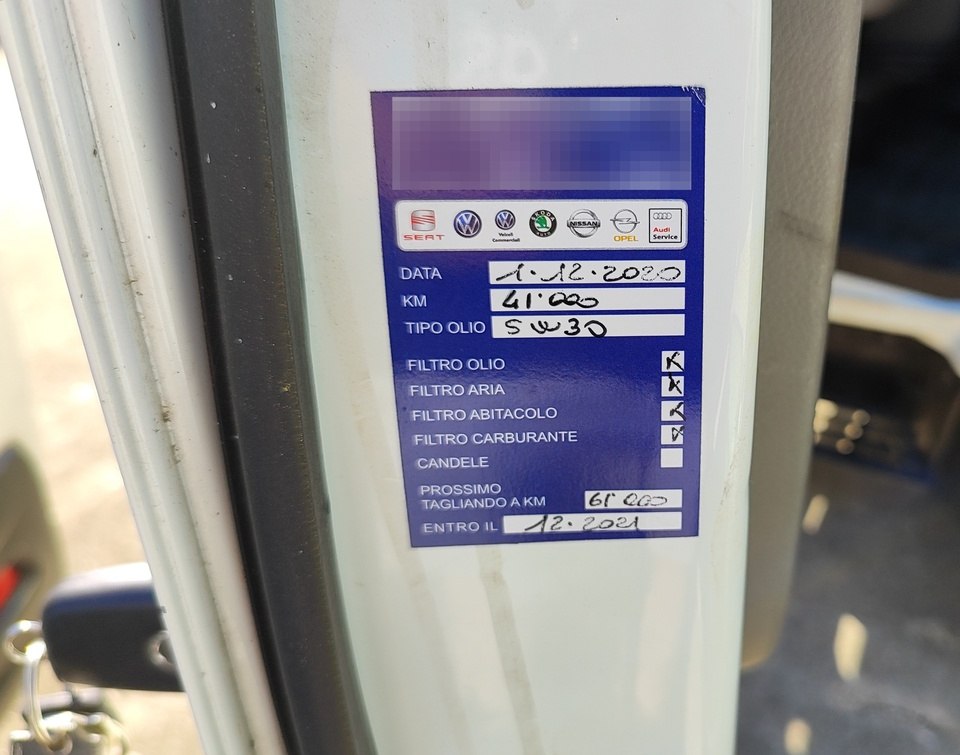 SEAT
Veicoli
Commerciali
SKODA
NISSAN
OPEL
Audi
Service
DATA 1.12.2020
KM 41'000
TIPO OLIO 5W30
FILTRO OLIO X
FILTRO ARIA X
FILTRO ABITACOLO X
FILTRO CARBURANTE X
CANDELE
PROSSIMO
TAGLIANDO A KM 61'000
ENTRO IL 12.2021